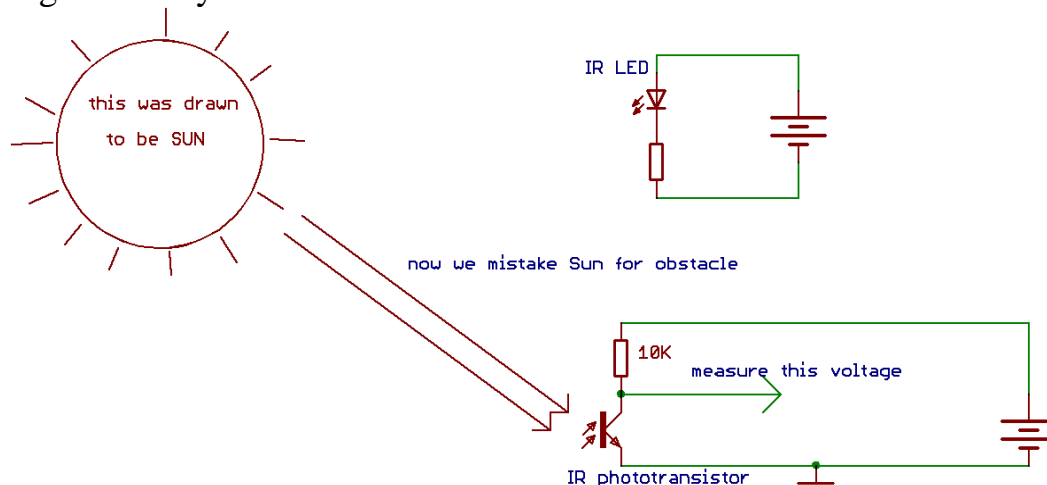 this was drawn
to be SUN
IR LED
now we mistake Sun for obstacle
10K
measure this voltage
IR phototransistor